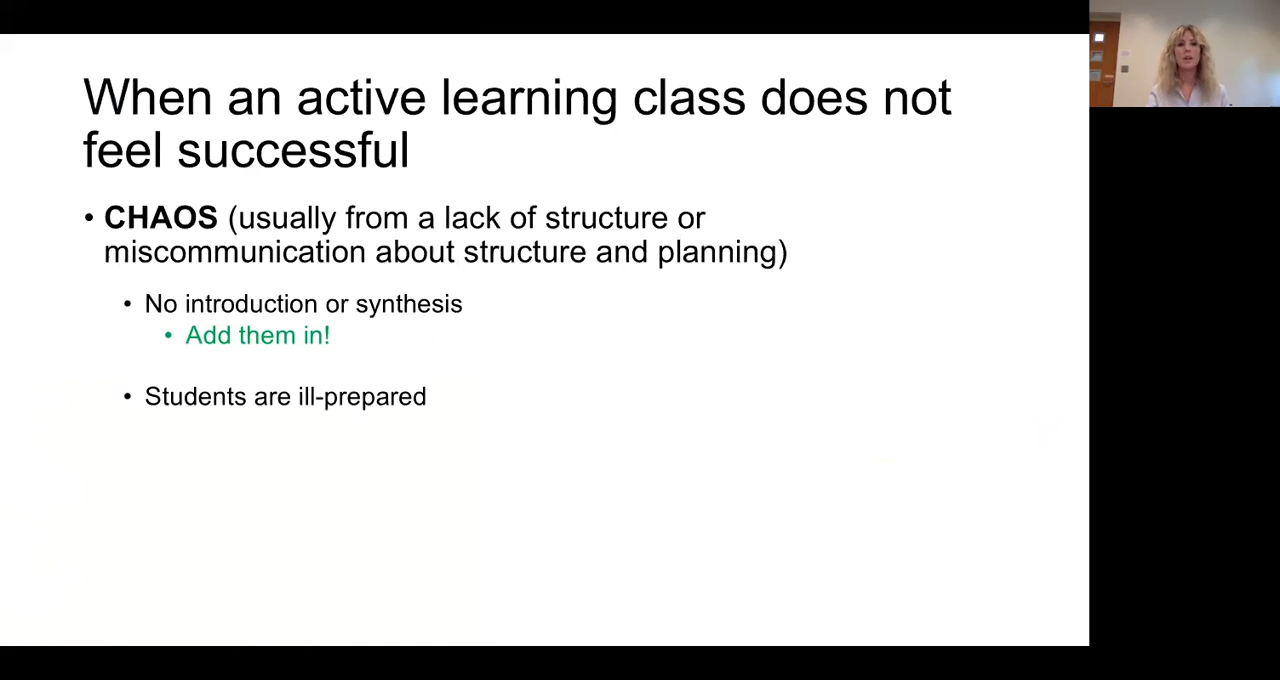 When an active learning class does not
feel successful
• CHAOS (usually from a lack of structure or
miscommunication about structure and planning)
• No introduction or synthesis
• Add them in!
• Students are ill-prepared